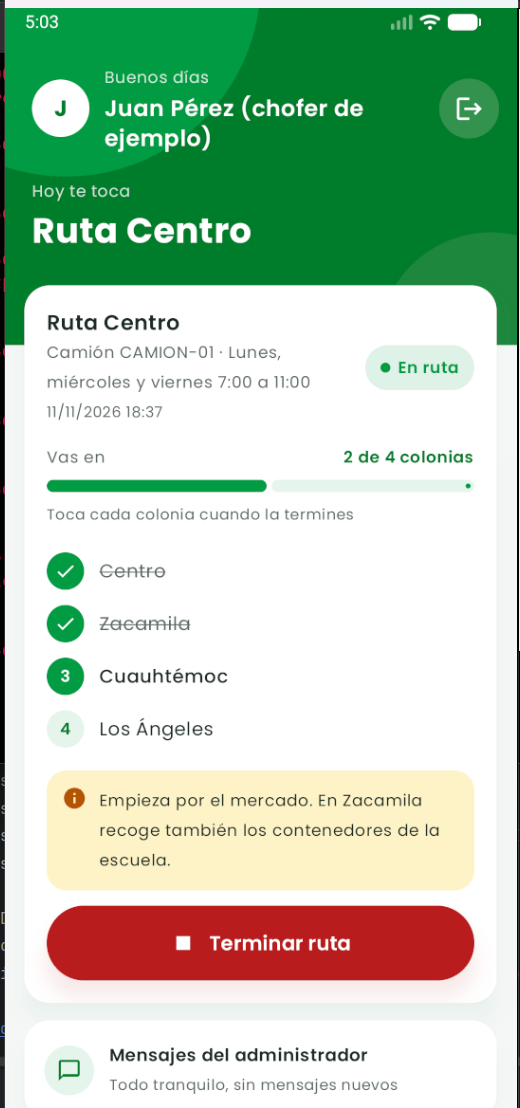 5:03
Buenos días
J
Juan Pérez (chofer de
ejemplo)
Hoy te toca
Ruta Centro
Ruta Centro
Camión CAMION-01 · Lunes,
miércoles y viernes 7:00 a 11:00
11/11/2026 18:37
En ruta
Vas en
2 de 4 colonias
Toca cada colonia cuando la termines
Centro
Zacamila
3 Cuauhtémoc
4 Los Ángeles
Empieza por el mercado. En Zacamila
recoge también los contenedores de la
escuela.
Terminar ruta
Mensajes del administrador
Todo tranquilo, sin mensajes nuevos